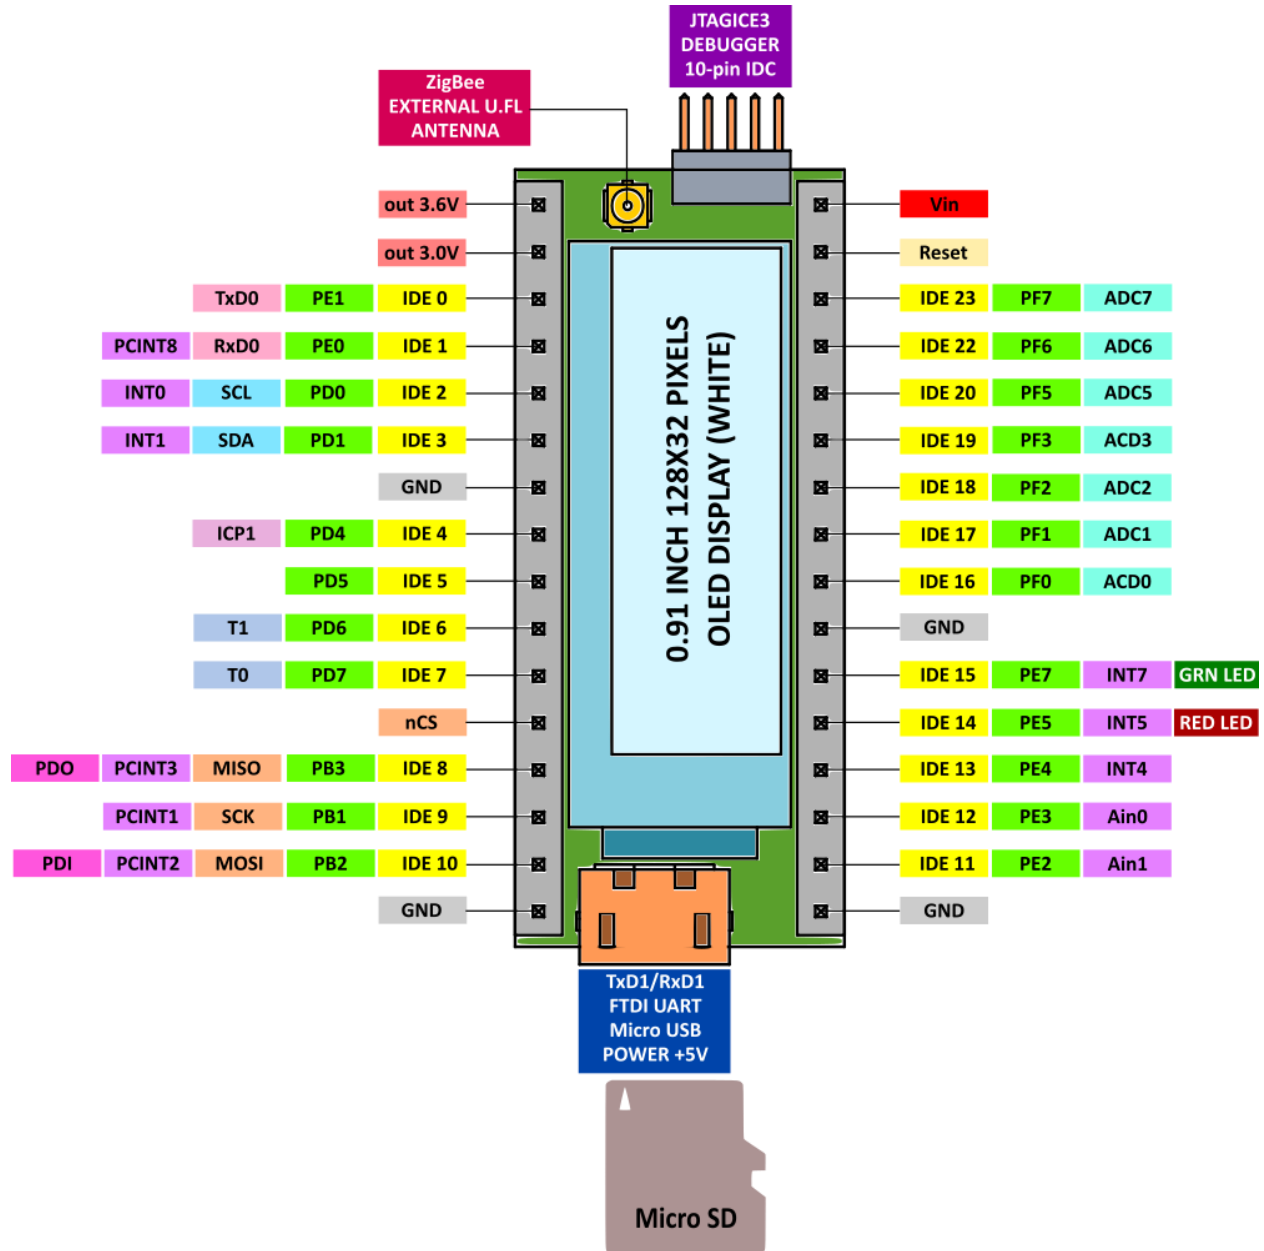 JTAGICE3
DEBUGGER
10-pin IDC
ZigBee
EXTERNAL U.FL
ANTENNA
out 3.6V
Vin
out 3.0V
Reset
TxD0 PE1 IDE 0
IDE 23 PF7 ADC7
PCINT8 RxD0 PE0 IDE 1
IDE 22 PF6 ADC6
INT0 SCL PD0 IDE 2
IDE 20 PF5 ADC5
INT1 SDA PD1 IDE 3
IDE 19 PF3 ACD3
GND
IDE 18 PF2 ADC2
ICP1 PD4 IDE 4
IDE 17 PF1 ADC1
PD5 IDE 5
IDE 16 PF0 ACD0
T1 PD6 IDE 6
GND
T0 PD7 IDE 7
IDE 15 PE7 INT7 GRN LED
nCS
IDE 14 PE5 INT5 RED LED
PDO PCINT3 MISO PB3 IDE 8
IDE 13 PE4 INT4
PCINT1 SCK PB1 IDE 9
IDE 12 PE3 Ain0
PDI PCINT2 MOSI PB2 IDE 10
IDE 11 PE2 Ain1
GND
GND
0.91 INCH 128X32 PIXELS
OLED DISPLAY (WHITE)
TxD1/RxD1
FTDI UART
Micro USB
POWER +5V
Micro SD